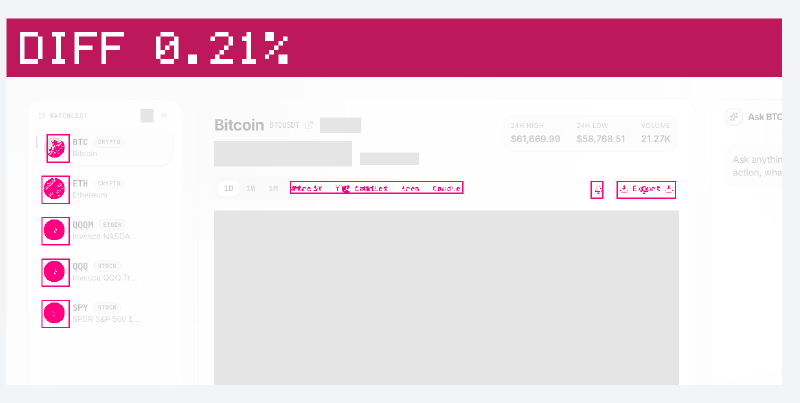 DIFF 0.21%
WATCHLIST
BTC CRYPTO
Bitcoin
ETH CRYPTO
Ethereum
QQQM STOCK
Invesco NASDA...
QQQ STOCK
Invesco QQQ Tr...
SPY STOCK
SPDR S&P 500 E...
Bitcoin BTCUSDT
24H HIGH 24H LOW VOLUME
$61,669.99 $58,768.51 21.27K
1D 1W 1M Candles Area Candle
Export
Ask BTC
Ask anythin
action, wha